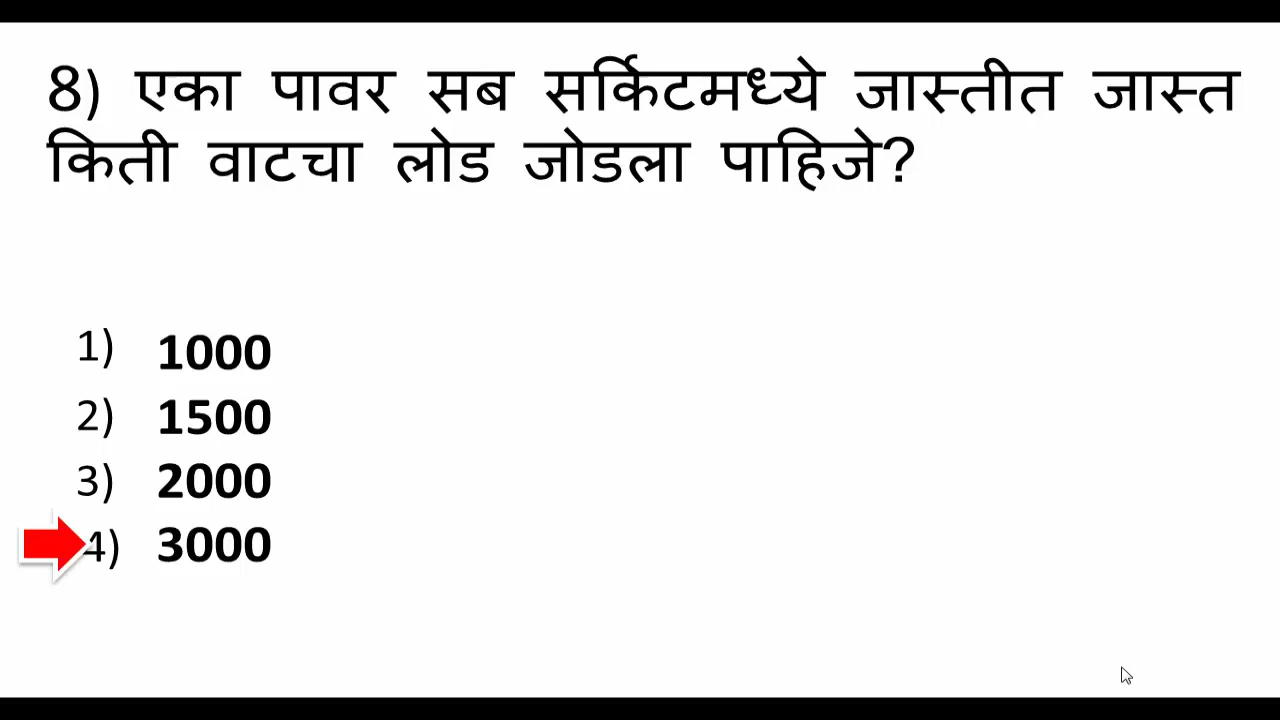 8) एका पावर सब सर्किटमध्ये जास्तीत जास्त
किती वाटचा लोड जोडला पाहिजे?
1) 1000
2) 1500
3) 2000
4) 3000